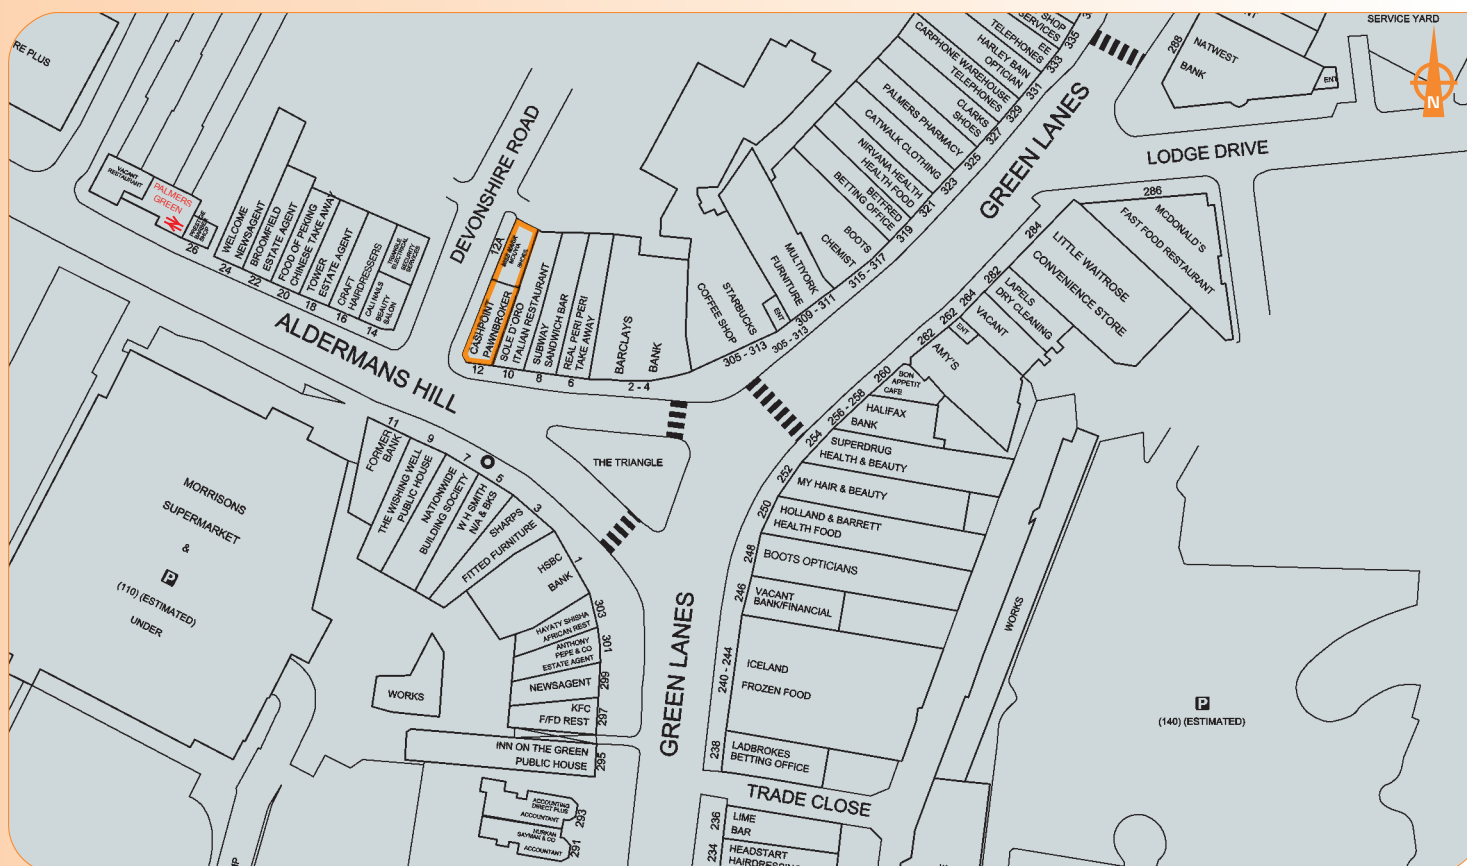 RE PLUS
VACANT
RESTAURANT
PALMERS
GREEN
26
WELCOME
NEWSAGENT
24
BROOMFIELD
ESTATE AGENT
22
FOOD OF PEKING
CHINESE TAKE AWAY
20
TOWER
ESTATE AGENT
18
CRAFT
HAIRDRESSERS
16
CALI NAILS
BEAUTY
SALON
14
ELECTRICAL
SECURITY
SERVICES
ALDERMANS HILL
DEVONSHIRE ROAD
12A
SHOES
CASHPOINT
PAWNBROKER
12
SOLE D'ORO
ITALIAN RESTAURANT
10
SUBWAY
SANDWICH BAR
8
REAL PERI PERI
TAKE AWAY
6
BARCLAYS
BANK
2 - 4
STARBUCKS
COFFEE SHOP
305 - 313
ENT
305 - 313
MULTIYORK
FURNITURE
309 - 311
BOOTS
CHEMIST
315 - 317
BETFRED
BETTING OFFICE
319
NIRVANA HEALTH
HEALTH FOOD
321
CATWALK CLOTHING
323
PALMERS PHARMACY
325
CLARKS
SHOES
327
CARPHONE WAREHOUSE
TELEPHONES
329
HARLEY BAIN
OPTICIAN
331
EE
TELEPHONES
333
SHOP
SERVICES
335
GREEN LANES
288
NATWEST
BANK
ENT
SERVICE YARD
N
LODGE DRIVE
286
MCDONALD'S
FAST FOOD RESTAURANT
284
LITTLE WAITROSE
CONVENIENCE STORE
282
LAPELS
DRY CLEANING
264
VACANT
262
ENT
262
AMY'S
260
BON
APPETIT
CAFE
256 - 258
HALIFAX
BANK
254
SUPERDRUG
HEALTH & BEAUTY
252
MY HAIR & BEAUTY
250
HOLLAND & BARRETT
HEALTH FOOD
248
BOOTS OPTICIANS
246
VACANT
BANK/FINANCIAL
240 - 244
ICELAND
FROZEN FOOD
238
LADBROKES
BETTING OFFICE
TRADE CLOSE
236
LIME
BAR
234
HEADSTART
HAIRDRESSING
WORKS
P
(140) (ESTIMATED)
THE TRIANGLE
GREEN LANES
11
FORMER
BANK
9
THE WISHING WELL
PUBLIC HOUSE
7
NATIONWIDE
BUILDING SOCIETY
5
W H SMITH
N/A & BKS
3
SHARPS
FITTED FURNITURE
1
HSBC
BANK
303
HAYATY SHISHA
AFRICAN REST
301
ANTHONY
PEPE & CO
ESTATE AGENT
299
NEWSAGENT
297
KFC
F/FD REST
295
INN ON THE GREEN
PUBLIC HOUSE
293
ACCOUNTING
DIRECT PLUS
ACCOUNTANT
291
NURKAN
SAYMAN & CO
ACCOUNTANT
WORKS
MORRISONS
SUPERMARKET
&
P
(110) (ESTIMATED)
UNDER